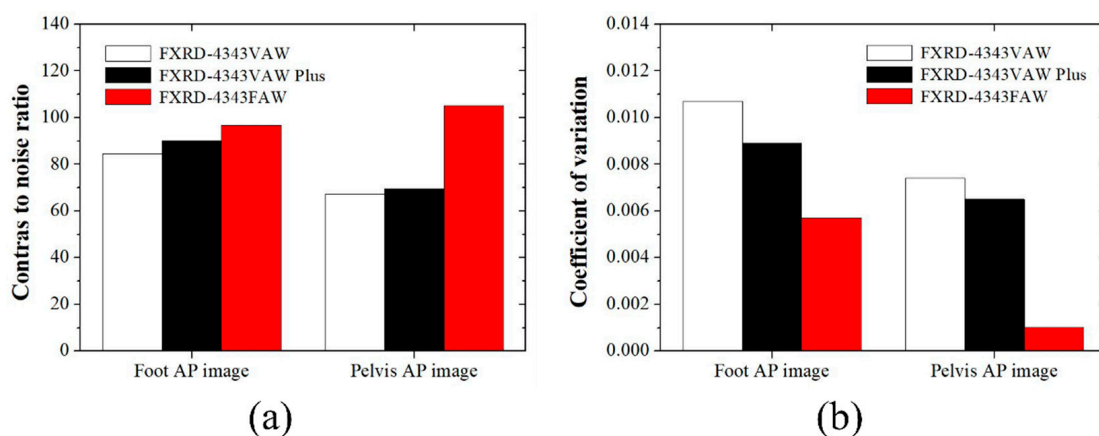 140
120
100
80
60
40
20
0
Contras to noise ratio
FXRD-4343VAW
FXRD-4343VAW Plus
FXRD-4343FAW
Foot AP image
Pelvis AP image
(a)
0.014
0.012
0.010
0.008
0.006
0.004
0.002
0.000
Coefficient of variation
FXRD-4343VAW
FXRD-4343VAW Plus
FXRD-4343FAW
Foot AP image
Pelvis AP image
(b)